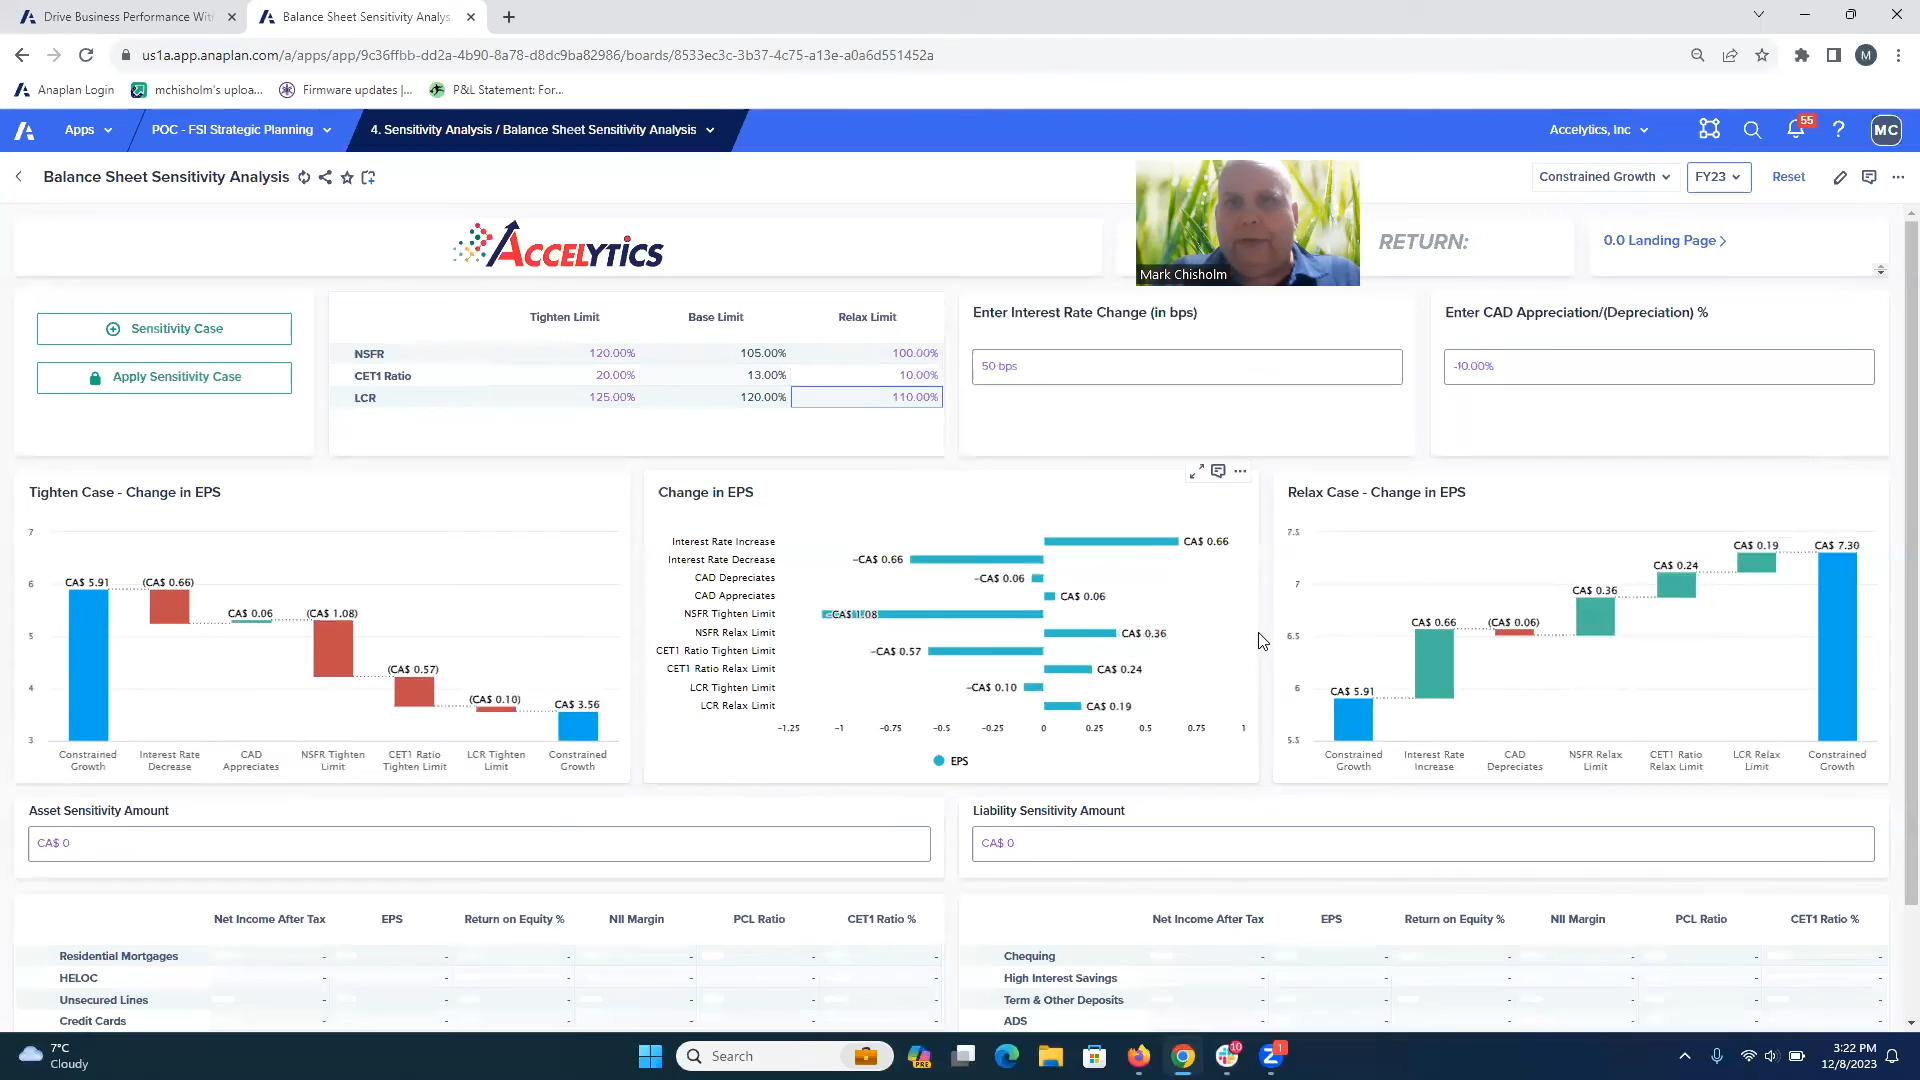 Drive Business Performance Wit
Balance Sheet Sensitivity Analys
us1a.app.anaplan.com/a/apps/app/9c36ffbb-dd2a-4b90-8a78-d8dc9ba82986/boards/8533ec3c-3b37-4c75-a13e-a0a6d551452a
M
Anaplan Login
mchisholm's uploa...
Firmware updates |...
P&L Statement: For...
Apps
POC - FSI Strategic Planning
4. Sensitivity Analysis / Balance Sheet Sensitivity Analysis
Accelytics, Inc
55
?
MC
Balance Sheet Sensitivity Analysis
Constrained Growth
FY23
Reset
ACCELYTICS
Mark Chisholm
RETURN:
0.0 Landing Page
Sensitivity Case
Apply Sensitivity Case
Tighten Limit Base Limit Relax Limit
NSFR 120.00% 105.00% 100.00%
CET1 Ratio 20.00% 13.00% 10.00%
LCR 125.00% 120.00% 110.00%
Enter Interest Rate Change (in bps)
50 bps
Enter CAD Appreciation/(Depreciation) %
-10.00%
Tighten Case - Change in EPS
7
6
5
4
3
CA$ 5.91
(CA$ 0.66)
CA$ 0.06
(CA$ 1.08)
(CA$ 0.57)
(CA$ 0.10)
CA$ 3.56
Constrained Growth
Interest Rate Decrease
CAD Appreciates
NSFR Tighten Limit
CET1 Ratio Tighten Limit
LCR Tighten Limit
Constrained Growth
Change in EPS
Interest Rate Increase CA$ 0.66
Interest Rate Decrease −CA$ 0.66
CAD Depreciates −CA$ 0.06
CAD Appreciates CA$ 0.06
NSFR Tighten Limit −CA$ 1.08
NSFR Relax Limit CA$ 0.36
CET1 Ratio Tighten Limit −CA$ 0.57
CET1 Ratio Relax Limit CA$ 0.24
LCR Tighten Limit −CA$ 0.10
LCR Relax Limit CA$ 0.19
-1.25 -1 -0.75 -0.5 -0.25 0 0.25 0.5 0.75 1
EPS
Relax Case - Change in EPS
7.5
7
6.5
6
5.5
CA$ 5.91
CA$ 0.66
(CA$ 0.06)
CA$ 0.36
CA$ 0.24
CA$ 0.19
CA$ 7.30
Constrained Growth
Interest Rate Increase
CAD Depreciates
NSFR Relax Limit
CET1 Ratio Relax Limit
LCR Relax Limit
Constrained Growth
Asset Sensitivity Amount
CA$ 0
Liability Sensitivity Amount
CA$ 0
Net Income After Tax EPS Return on Equity % NII Margin PCL Ratio CET1 Ratio %
Residential Mortgages - - - - - -
HELOC - - - - - -
Unsecured Lines - - - - - -
Credit Cards - - - - - -
Net Income After Tax EPS Return on Equity % NII Margin PCL Ratio CET1 Ratio %
Chequing - - - - - -
High Interest Savings - - - - - -
Term & Other Deposits - - - - - -
ADS - - - - - -
7°C
Cloudy
Search
PRE
10
1
3:22 PM
12/8/2023